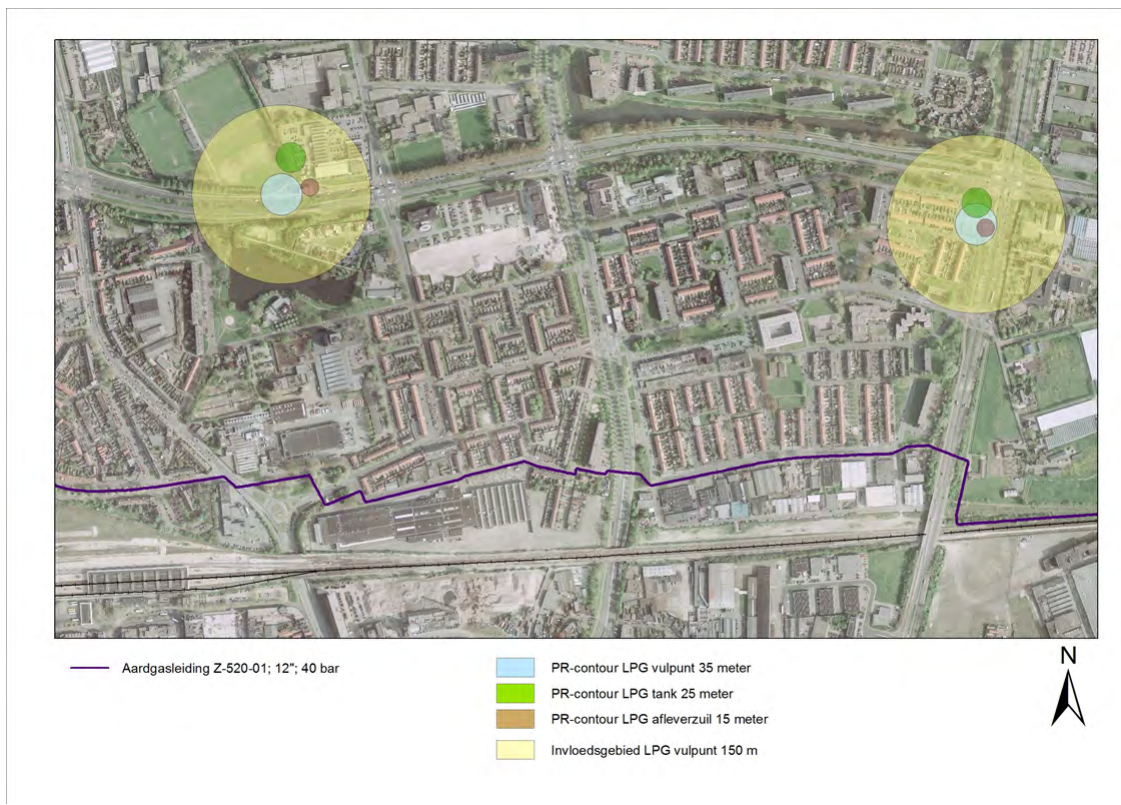 Aardgasleiding Z-520-01; 12"; 40 bar
PR-contour LPG vulpunt 35 meter
PR-contour LPG tank 25 meter
PR-contour LPG afleverzuil 15 meter
Invloedsgebied LPG vulpunt 150 m
N